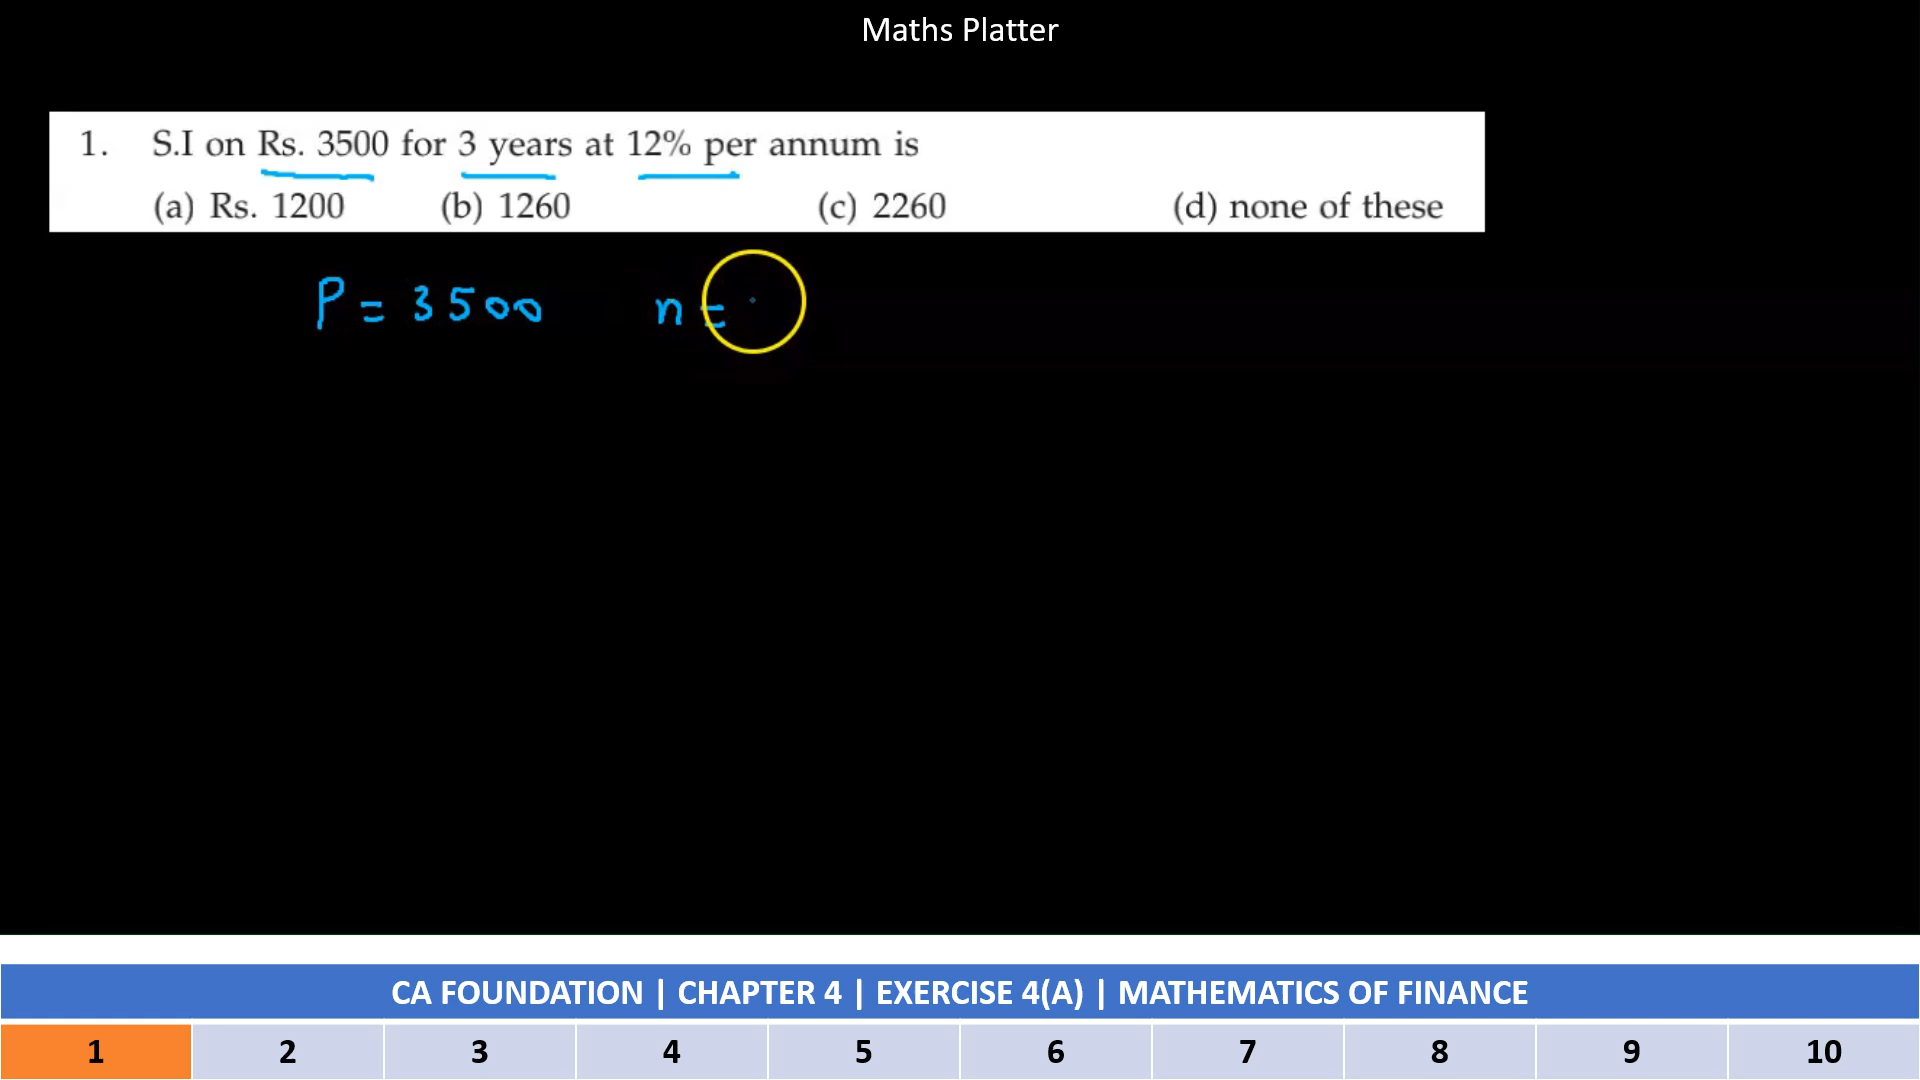 Maths Platter
1. S.I on Rs. 3500 for 3 years at 12% per annum is
(a) Rs. 1200 (b) 1260 (c) 2260 (d) none of these
P = 3500 n =
CA FOUNDATION | CHAPTER 4 | EXERCISE 4(A) | MATHEMATICS OF FINANCE
1 2 3 4 5 6 7 8 9 10